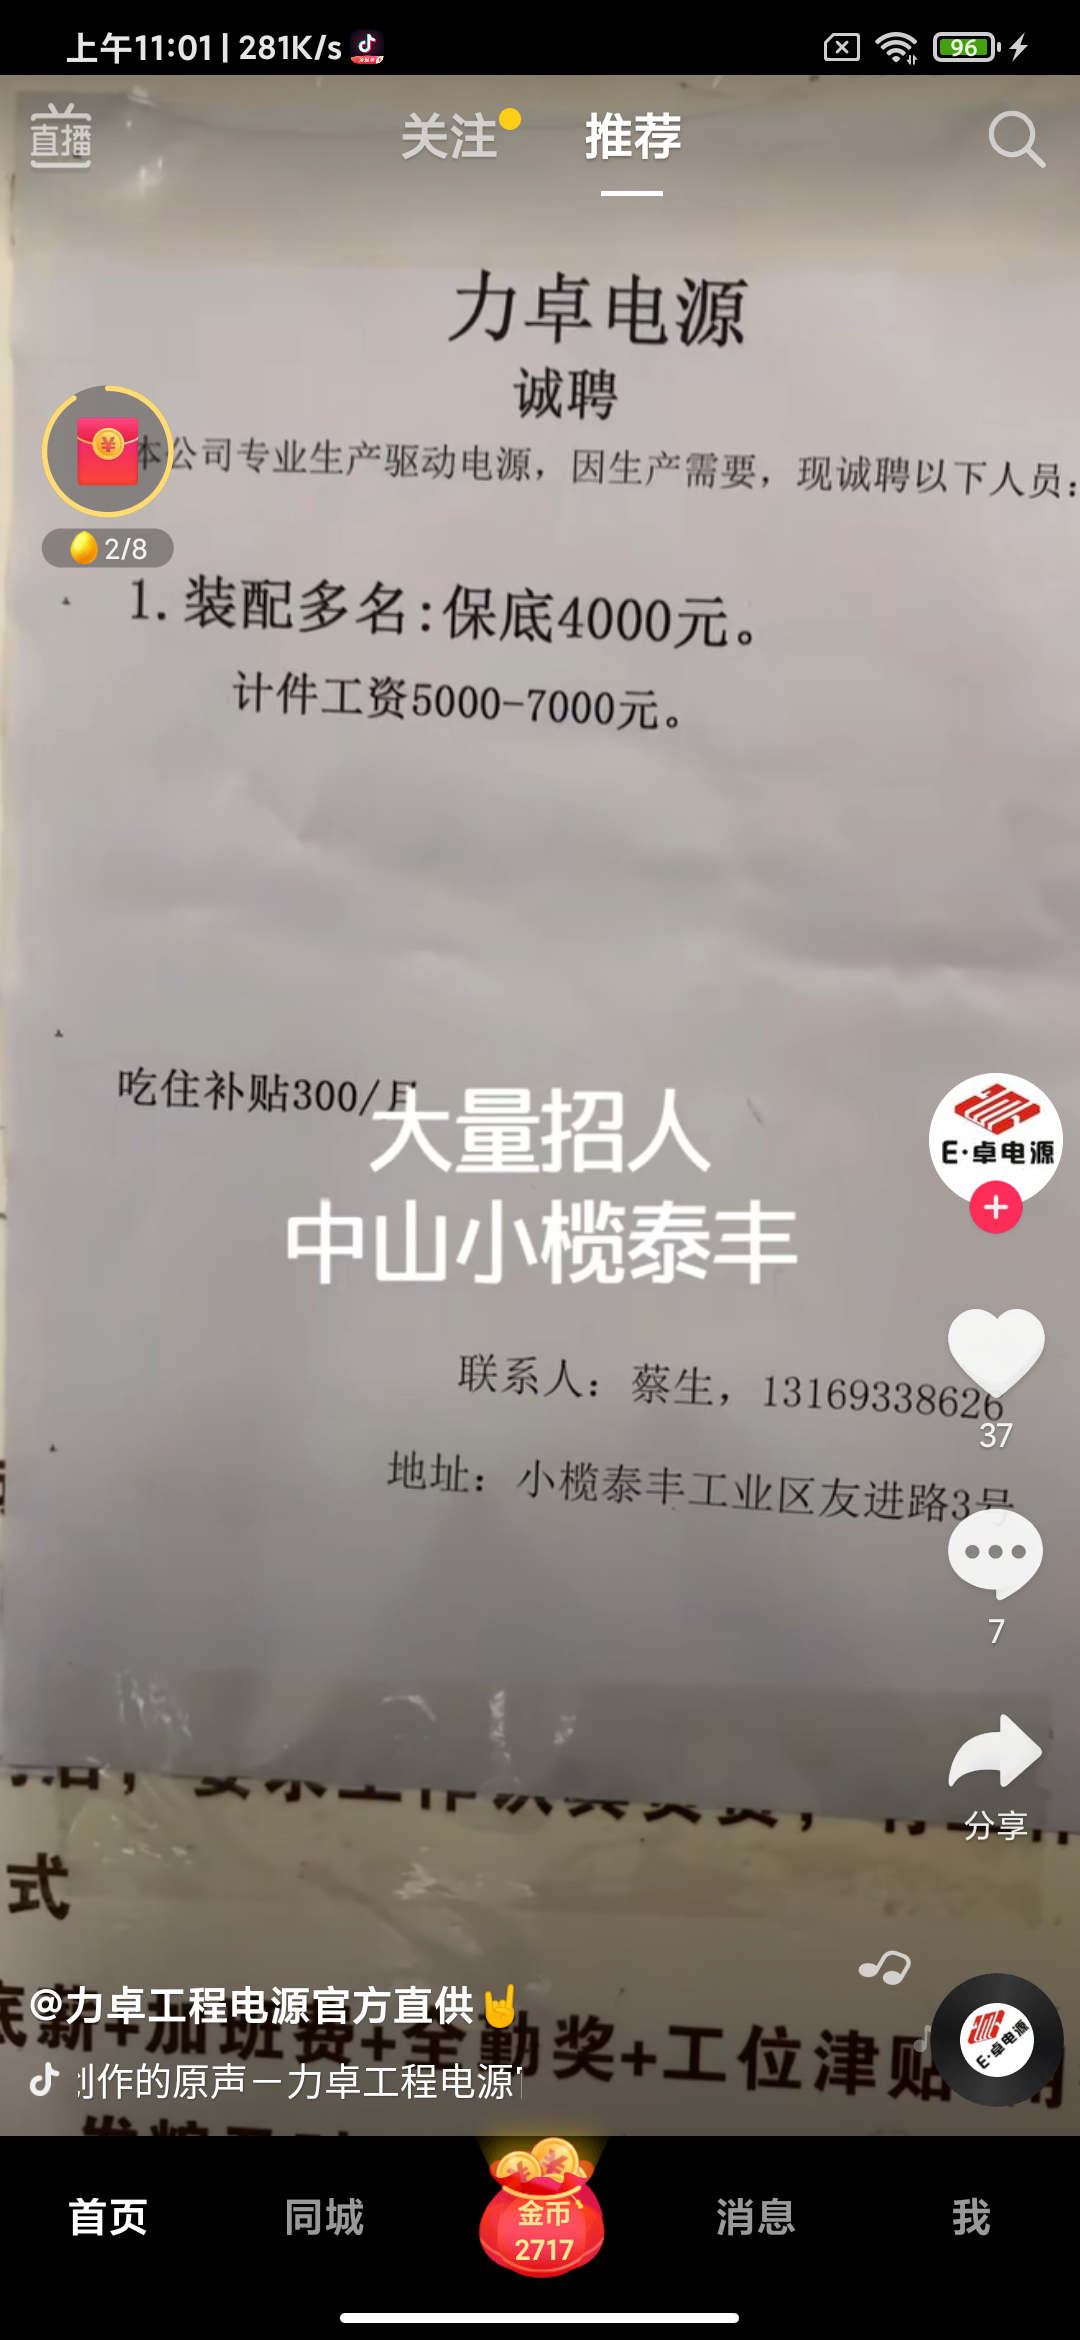 上午11:01 | 281K/s
96
直播
关注
推荐
力卓电源
诚聘
本公司专业生产驱动电源，因生产需要，现诚聘以下人员：
2/8
1.装配多名：保底4000元。
计件工资5000-7000元。
吃住补贴300/月
大量招人
中山小榄泰丰
E·卓电源
联系人：蔡生，13169338626
37
地址：小榄泰丰工业区友进路3号
7
分享
式
@力卓工程电源官方直供🤘
底薪+加班费+全勤奖+工位津贴
创作的原声－力卓工程电源
E·卓电源
首页
同城
金币
2717
消息
我